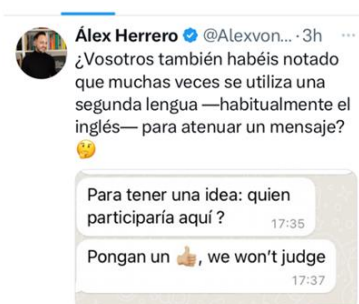 Álex Herrero @Alexvon... · 3h
¿Vosotros también habéis notado
que muchas veces se utiliza una
segunda lengua —habitualmente el
inglés— para atenuar un mensaje?
🤔
Para tener una idea: quien
participaría aquí ?
17:35
Pongan un 👍🏼, we won't judge
17:37